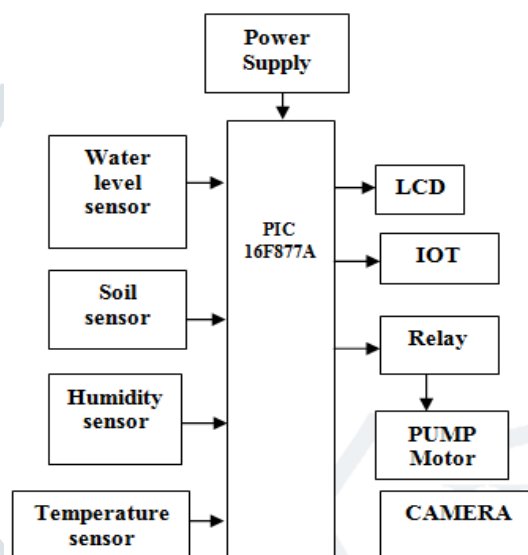 Power
Supply
Water
level
sensor
PIC
16F877A
LCD
IOT
Soil
sensor
Relay
Humidity
sensor
PUMP
Motor
Temperature
sensor
CAMERA